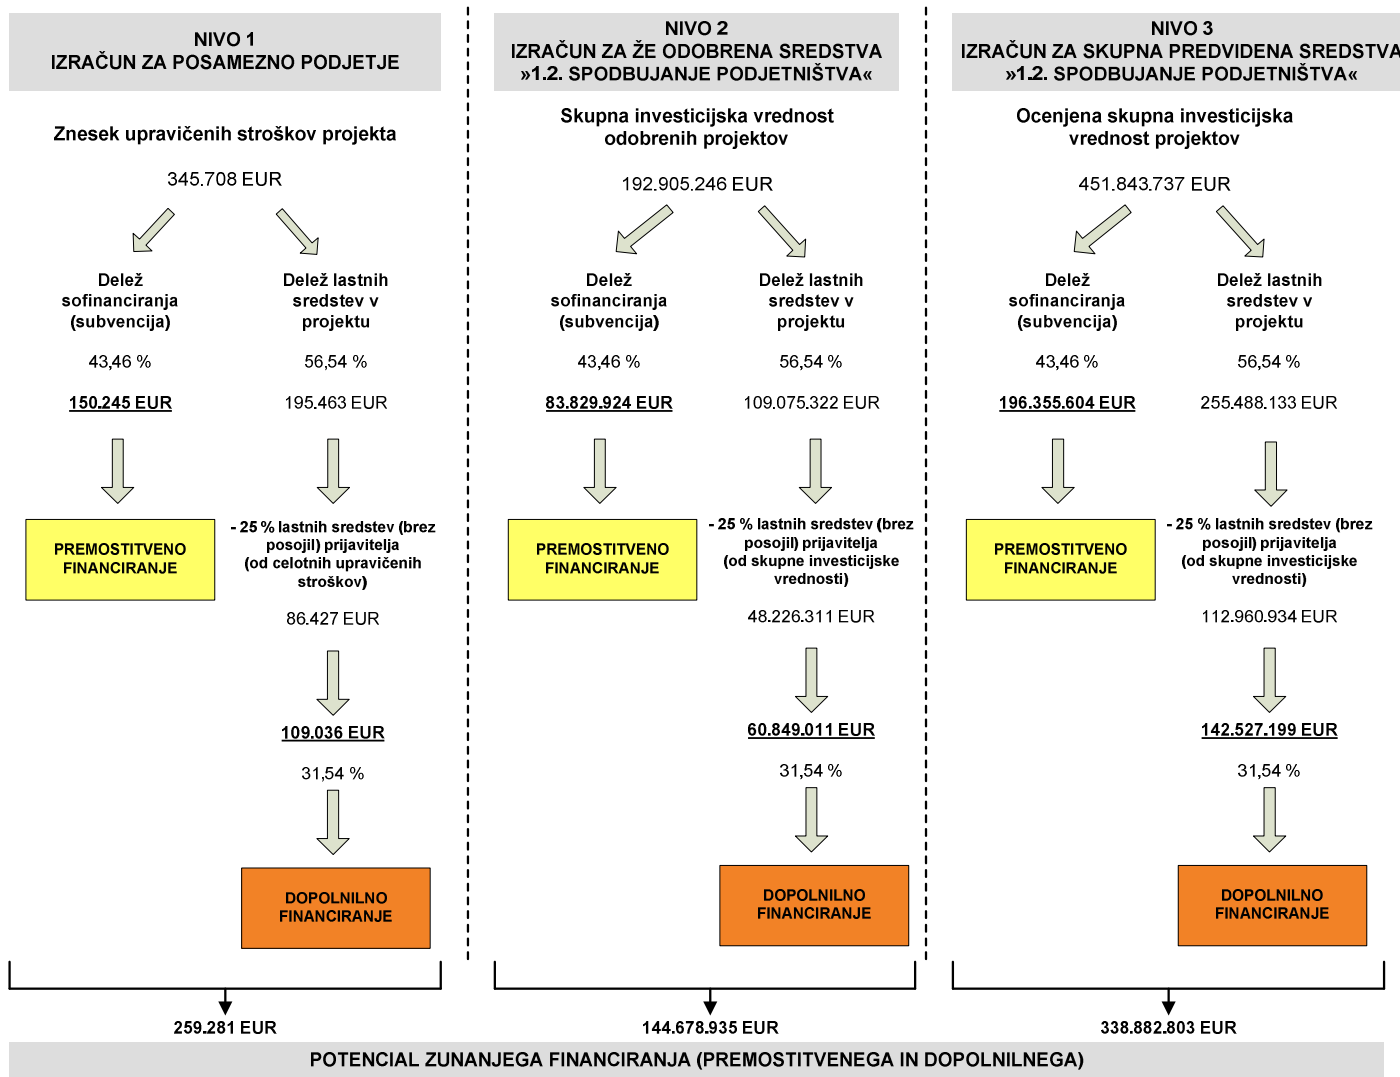 NIVO 1
IZRAČUN ZA POSAMEZNO PODJETJE
Znesek upravičenih stroškov projekta
345.708 EUR
Delež
sofinanciranja
(subvencija)
43,46 %
150.245 EUR
Delež lastnih
sredstev v
projektu
56,54 %
195.463 EUR
PREMOSTITVENO
FINANCIRANJE
- 25 % lastnih sredstev (brez
posojil) prijavitelja
(od celotnih upravičenih
stroškov)
86.427 EUR
109.036 EUR
31,54 %
DOPOLNILNO
FINANCIRANJE
259.281 EUR
NIVO 2
IZRAČUN ZA ŽE ODOBRENA SREDSTVA
»1.2. SPODBUJANJE PODJETNIŠTVA«
Skupna investicijska vrednost
odobrenih projektov
192.905.246 EUR
Delež
sofinanciranja
(subvencija)
43,46 %
83.829.924 EUR
Delež lastnih
sredstev v
projektu
56,54 %
109.075.322 EUR
PREMOSTITVENO
FINANCIRANJE
- 25 % lastnih sredstev (brez
posojil) prijavitelja
(od skupne investicijske
vrednosti)
48.226.311 EUR
60.849.011 EUR
31,54 %
DOPOLNILNO
FINANCIRANJE
144.678.935 EUR
NIVO 3
IZRAČUN ZA SKUPNA PREDVIDENA SREDSTVA
»1.2. SPODBUJANJE PODJETNIŠTVA«
Ocenjena skupna investicijska
vrednost projektov
451.843.737 EUR
Delež
sofinanciranja
(subvencija)
43,46 %
196.355.604 EUR
Delež lastnih
sredstev v
projektu
56,54 %
255.488.133 EUR
PREMOSTITVENO
FINANCIRANJE
- 25 % lastnih sredstev (brez
posojil) prijavitelja
(od skupne investicijske
vrednosti)
112.960.934 EUR
142.527.199 EUR
31,54 %
DOPOLNILNO
FINANCIRANJE
338.882.803 EUR
POTENCIAL ZUNANJEGA FINANCIRANJA (PREMOSTITVENEGA IN DOPOLNILNEGA)